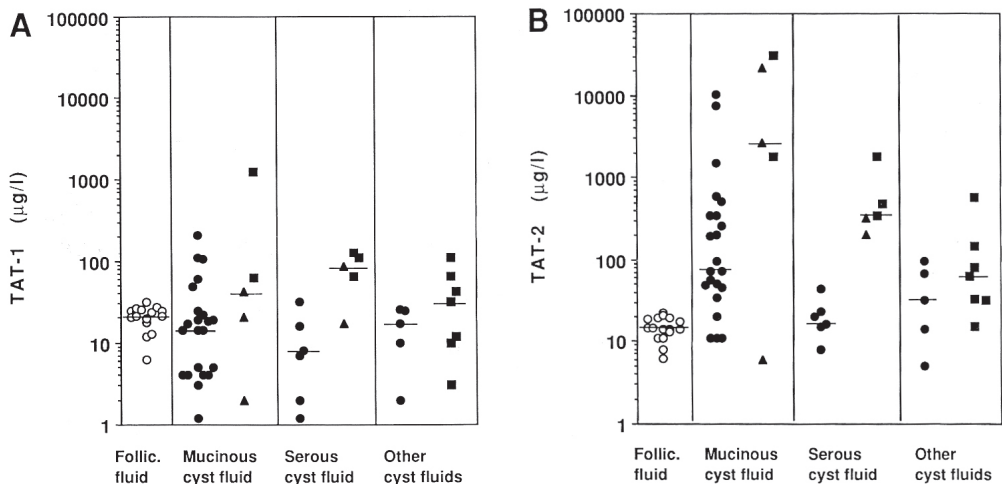 A
TAT-1 (µg/l)
100000
10000
1000
100
10
1
Follic. fluid
Mucinous cyst fluid
Serous cyst fluid
Other cyst fluids
B
TAT-2 (µg/l)
100000
10000
1000
100
10
1
Follic. fluid
Mucinous cyst fluid
Serous cyst fluid
Other cyst fluids